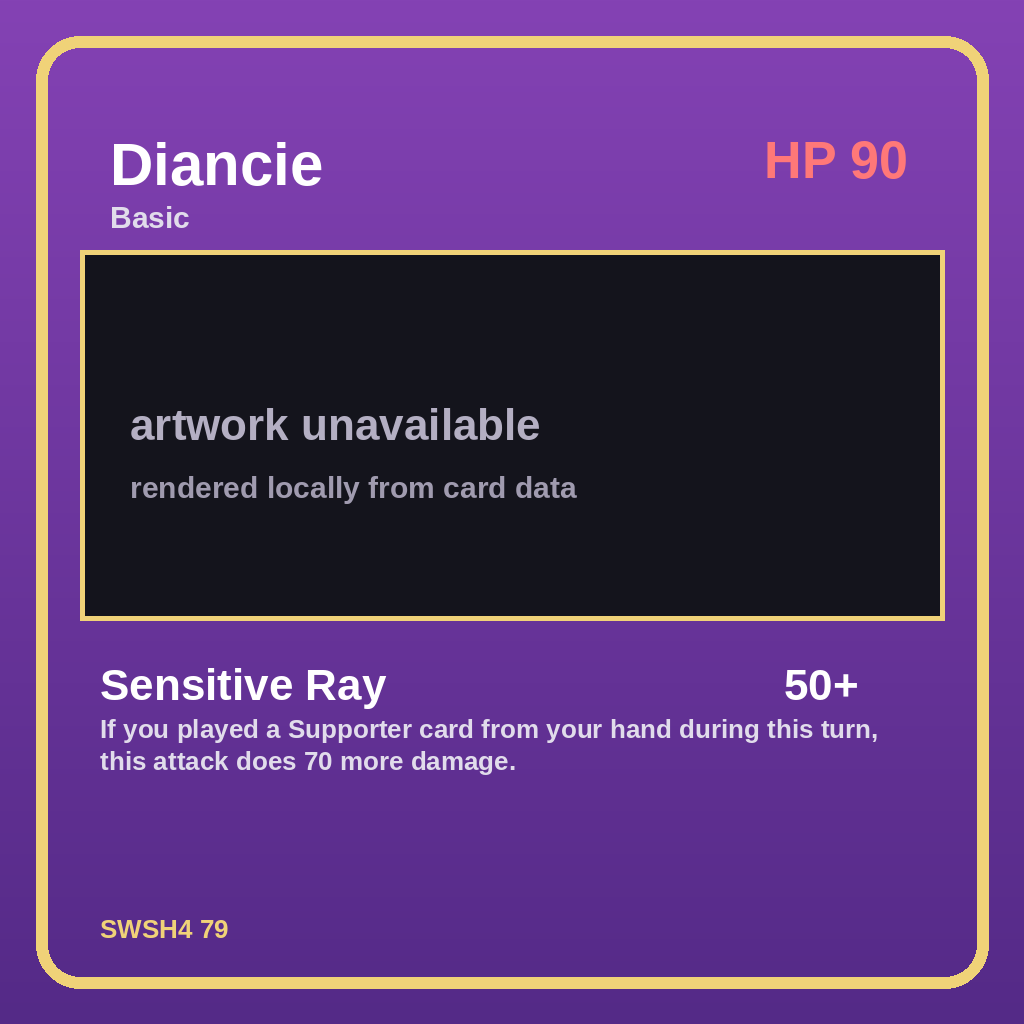 Diancie
HP 90
Basic
artwork unavailable
rendered locally from card data
Sensitive Ray
50+
If you played a Supporter card from your hand during this turn,
this attack does 70 more damage.
SWSH4 79